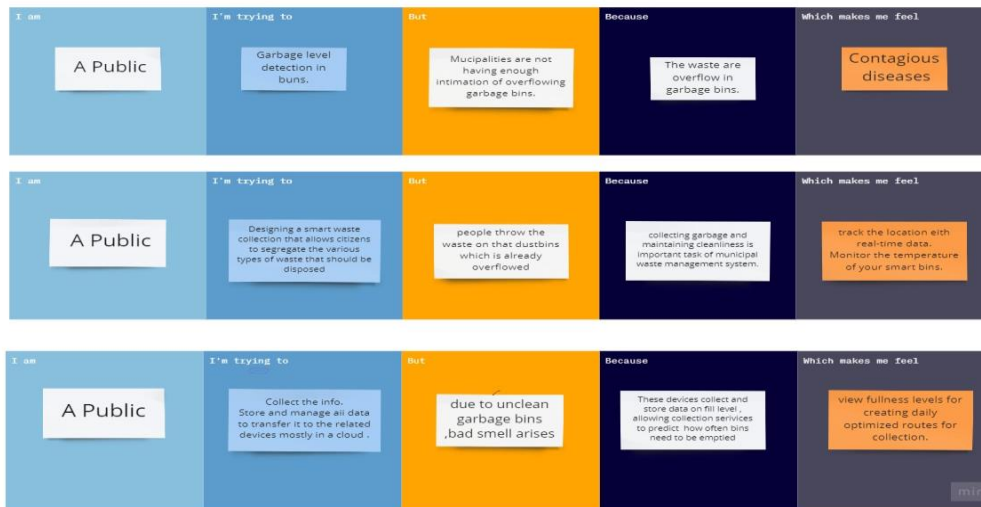 I am
I'm trying to
But
Because
Which makes me feel
A Public
Garbage level
detection in
buns.
Mucipalities are not
having enough
intimation of overflowing
garbage bins.
The waste are
overflow in
garbage bins.
Contagious
diseases
I am
I'm trying to
But
Because
Which makes me feel
A Public
Designing a smart waste
collection that allows citizens
to segregate the various
types of waste that should be
disposed
people throw the
waste on that dustbins
which is already
overflowed
collecting garbage and
maintaining cleanliness is
important task of municipal
waste management system.
track the location eith
real-time data.
Monitor the temperature
of your smart bins.
I am
I'm trying to
But
Because
Which makes me feel
A Public
Collect the info.
Store and manage all data
to transfer it to the related
devices mostly in a cloud .
due to unclean
garbage bins
,bad smell arises
These devices collect and
store data on fill level ,
allowing collection serivices
to predict how often bins
need to be emptied
view fullness levels for
creating daily
optimized routes for
collection.